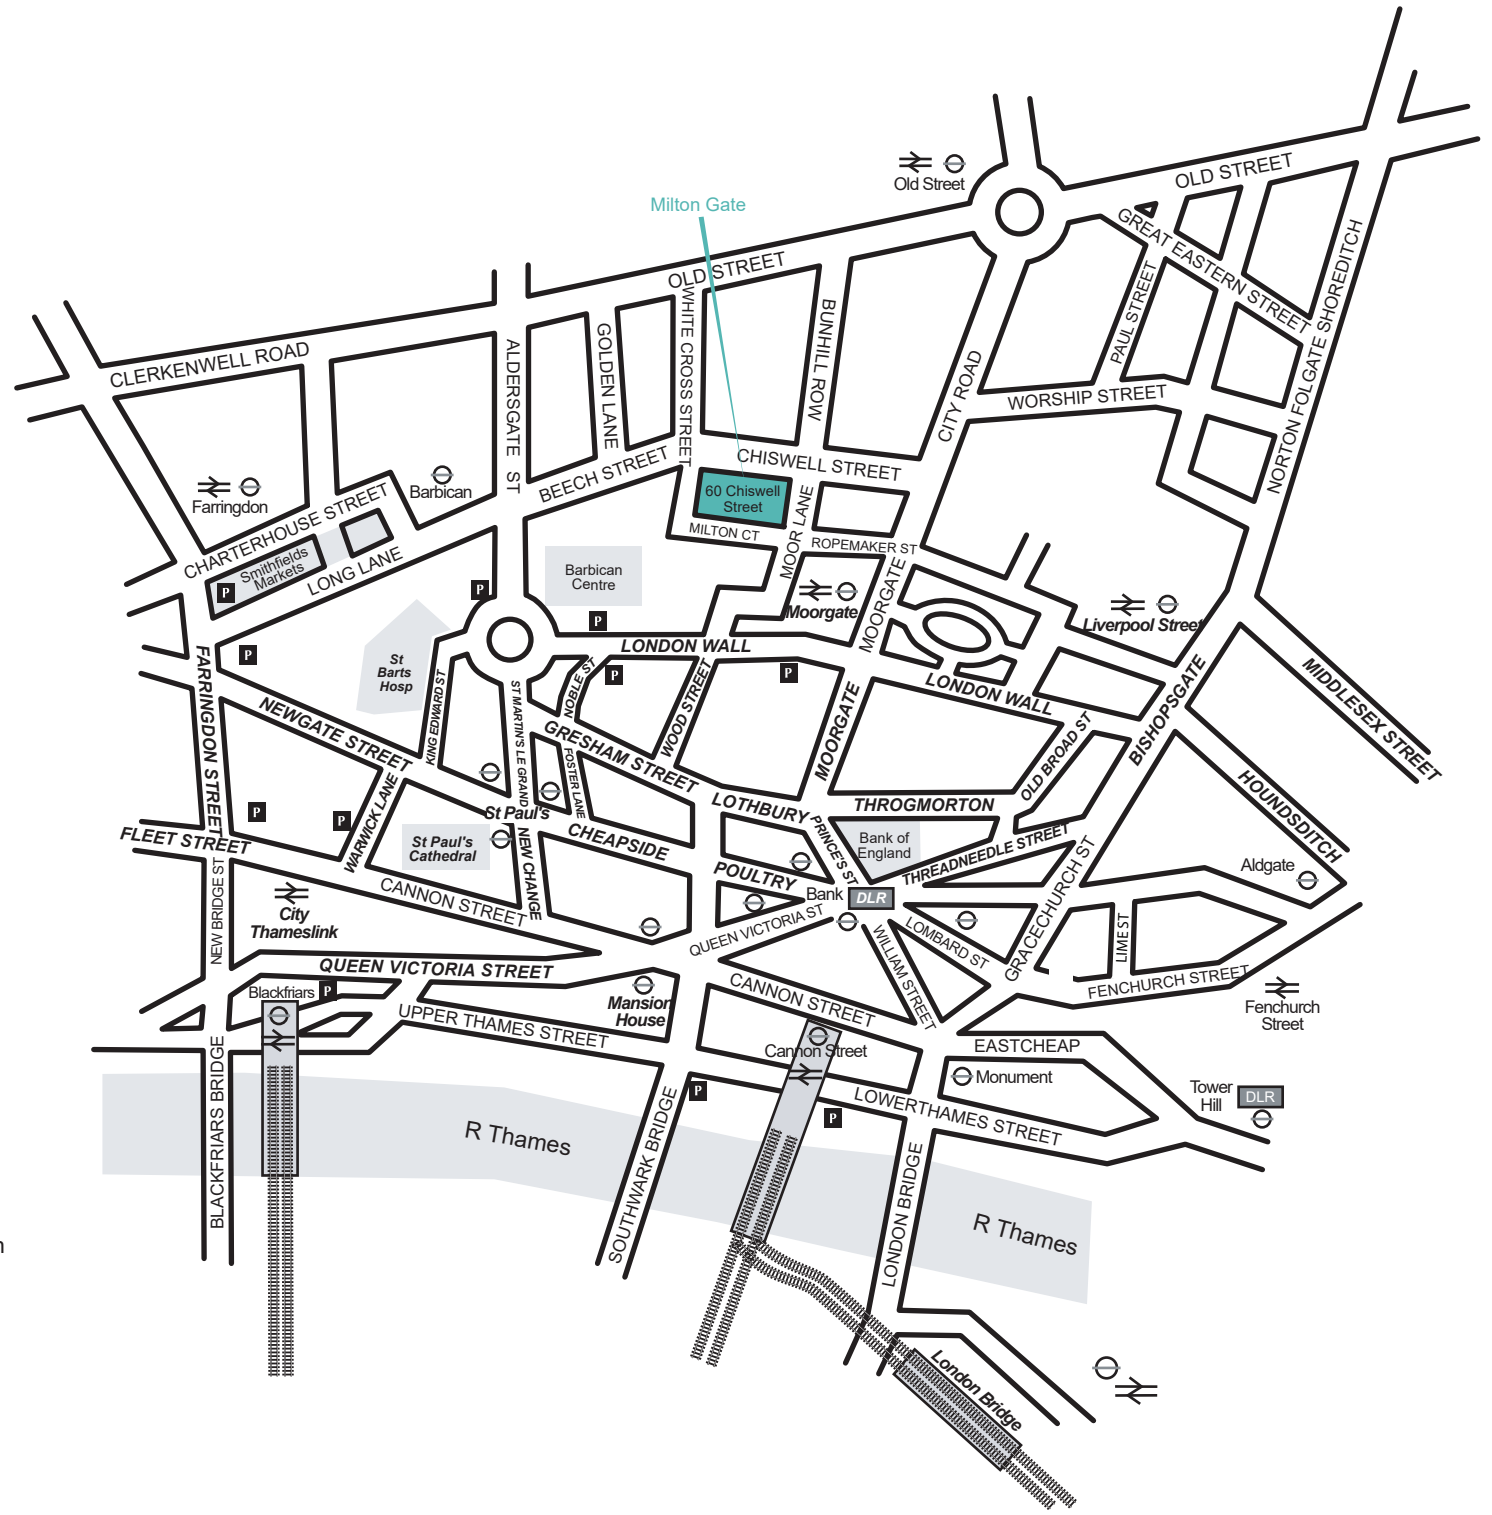 Old Street
OLD STREET
Milton Gate
GREAT EASTERN STREET
OLD STREET
PAUL STREET
NORTON FOLGATE SHOREDITCH
WHITE CROSS STREET
BUNHILL ROW
GOLDEN LANE
ALDERSGATE ST
CLERKENWELL ROAD
CITY ROAD
WORSHIP STREET
CHISWELL STREET
BEECH STREET
Barbican
Farringdon
60 Chiswell
Street
CHARTERHOUSE STREET
MOOR LANE
MILTON CT
ROPEMAKER ST
Smithfields
Markets
LONG LANE
P
P
Barbican
Centre
MOORGATE
Moorgate
P
Liverpool Street
LONDON WALL
P
St
Barts
Hosp
P
P
NOBLE ST
WOOD STREET
KING EDWARD ST
ST MARTIN'S LE GRAND
LONDON WALL
BISHOPSGATE
MIDDLESEX STREET
FARRINGDON STREET
NEWGATE STREET
GRESHAM STREET
FOSTER LANE
MOORGATE
OLD BROAD ST
HOUNDSDITCH
P
P
WARWICK LANE
St Paul's
LOTHBURY
THROGMORTON
FLEET STREET
St Paul's
Cathedral
NEW CHANGE
CHEAPSIDE
PRINCE'S ST
Bank of
England
THREADNEEDLE STREET
Aldgate
POULTRY
Bank
DLR
CANNON STREET
NEW BRIDGE ST
City
Thameslink
QUEEN VICTORIA ST
WILLIAM STREET
LOMBARD ST
GRACECHURCH ST
LIME ST
QUEEN VICTORIA STREET
FENCHURCH STREET
Blackfriars
P
Mansion
House
CANNON STREET
Fenchurch
Street
UPPER THAMES STREET
Cannon Street
EASTCHEAP
Monument
P
P
LOWERTHAMES STREET
Tower
Hill
DLR
BLACKFRIARS BRIDGE
R Thames
SOUTHWARK BRIDGE
LONDON BRIDGE
R Thames
n
London Bridge